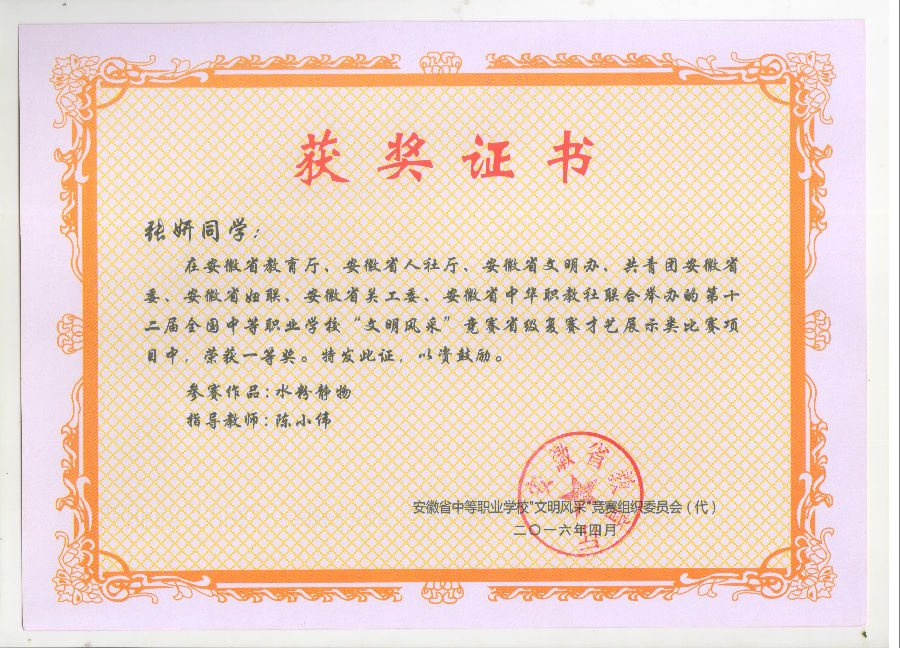 获奖证书
张妍同学：
在安徽省教育厅、安徽省人社厅、安徽省文明办、共青团安徽省
委、安徽省妇联、安徽省关工委、安徽省中华职教社联合举办的第十
二届全国中等职业学校“文明风采”竞赛省级复赛才艺展示类比赛项
目中，荣获一等奖。特发此证，以资鼓励。
参赛作品：水粉静物
指导教师：陈小伟
安徽省中等职业学校"文明风采"竞赛组织委员会（代）
二〇一六年四月
安徽省教育厅